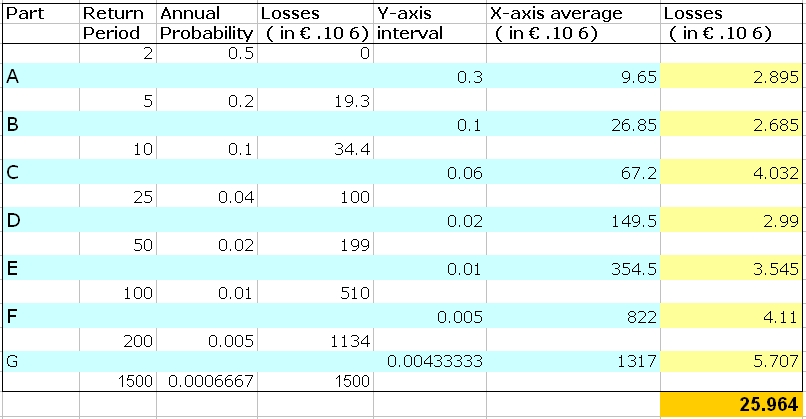 Part Return Annual Losses Y-axis X-axis average Losses
Period Probability ( in € .10 6) interval ( in € .10 6) ( in € .10 6)
2 0.5 0
A 0.3 9.65 2.895
5 0.2 19.3
B 0.1 26.85 2.685
10 0.1 34.4
C 0.06 67.2 4.032
25 0.04 100
D 0.02 149.5 2.99
50 0.02 199
E 0.01 354.5 3.545
100 0.01 510
F 0.005 822 4.11
200 0.005 1134
G 0.00433333 1317 5.707
1500 0.0006667 1500
25.964